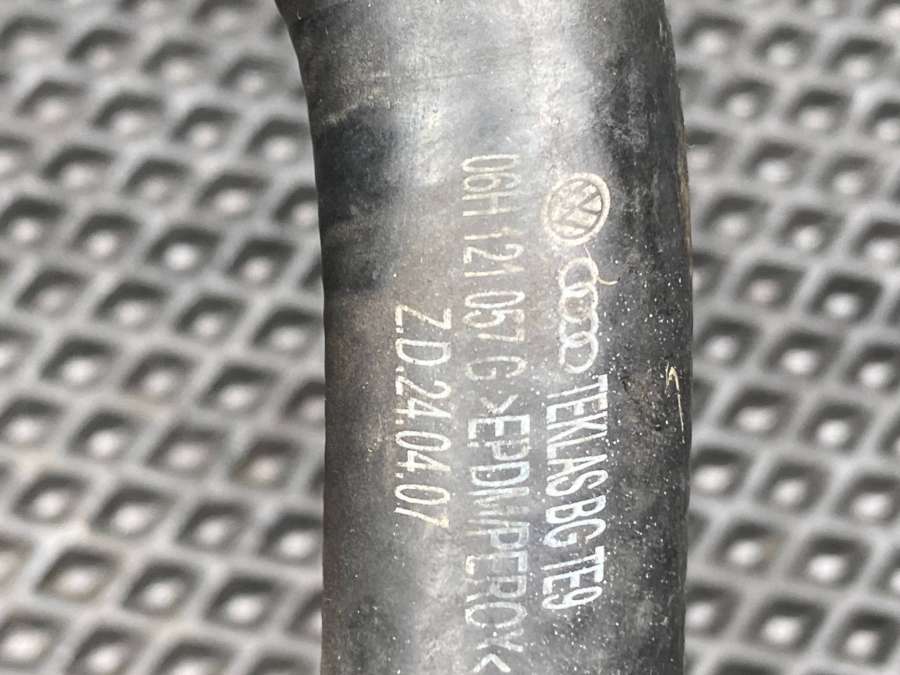 TEKLAS BG TE9
06H 121 057 G >EPDM/PEROX<
Z.D.24.04.07